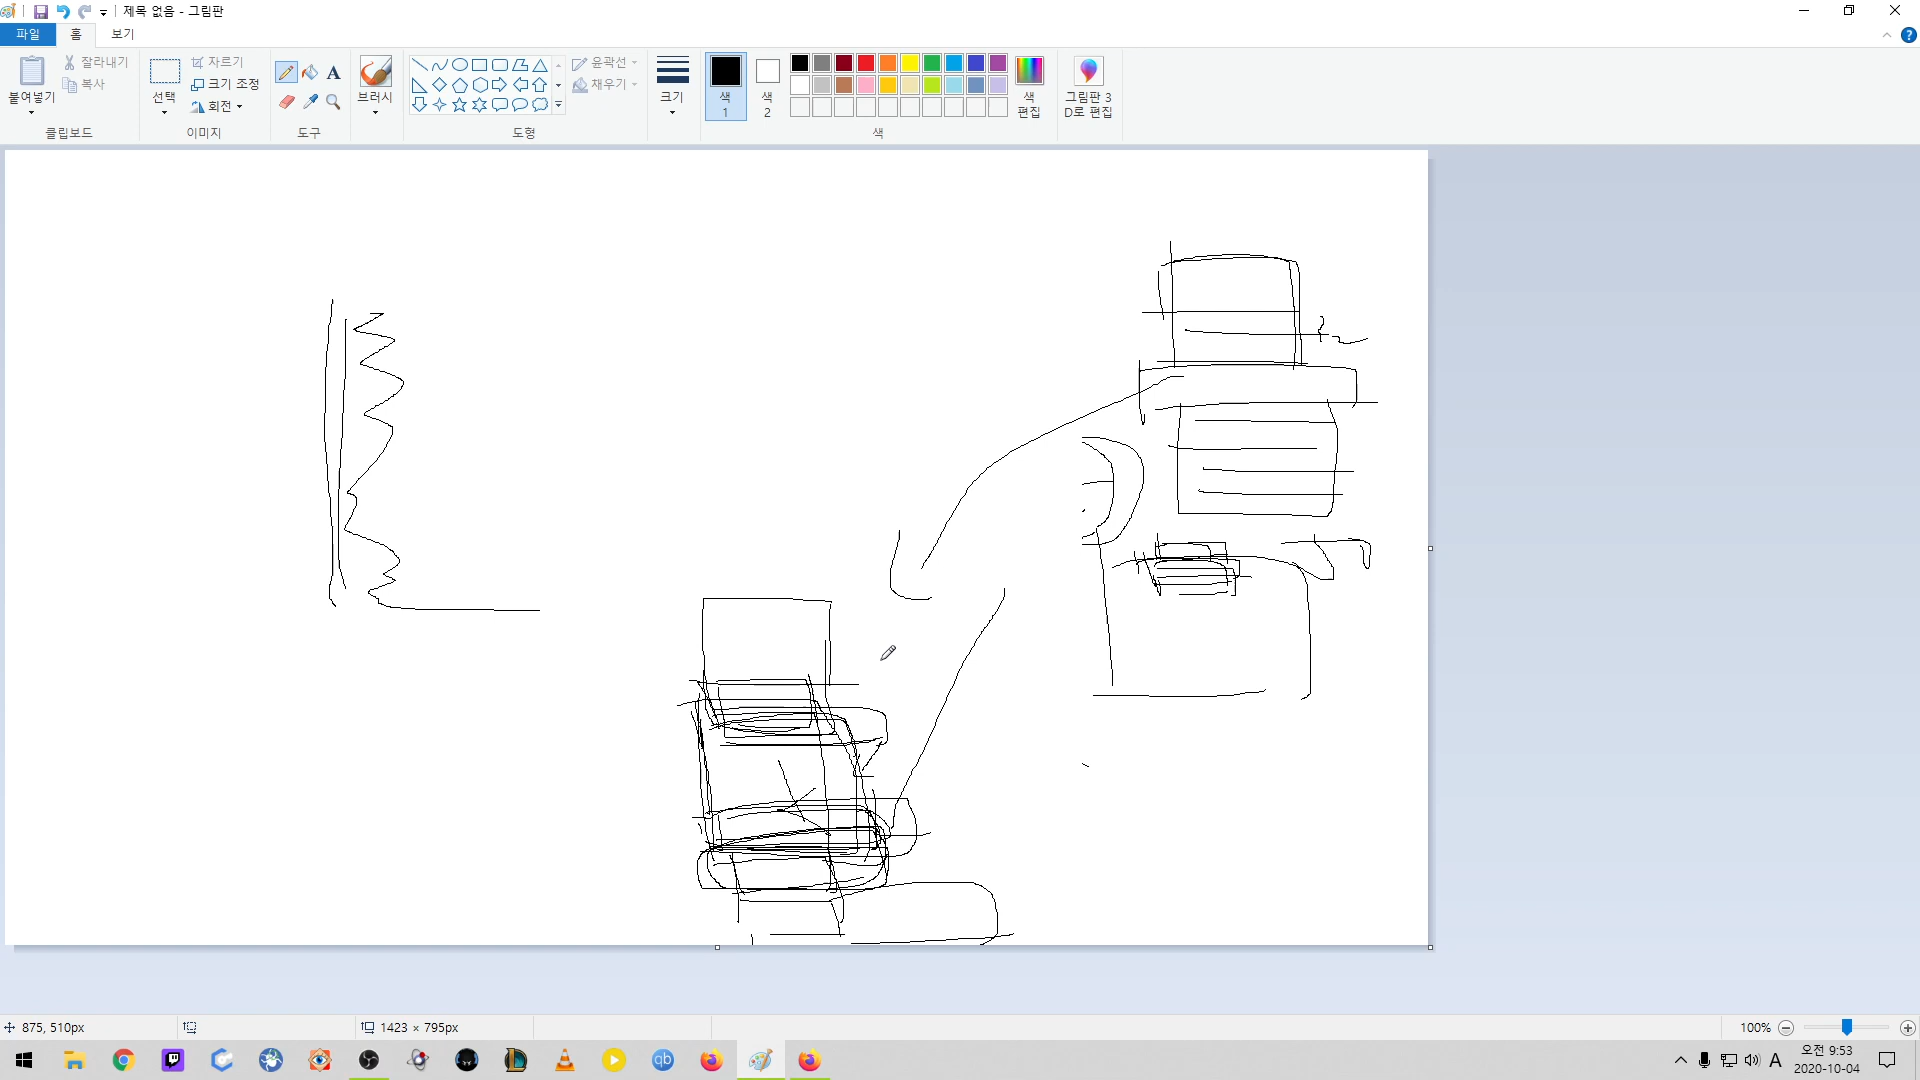 제목 없음 - 그림판
파일 홈 보기
붙여넣기
잘라내기
복사
클립보드
선택
자르기
크기 조정
회전
이미지
A
도구
브러시
윤곽선
채우기
도형
크기
색
1
색
2
색
편집
색
그림판 3
D로 편집
875, 510px
1423 × 795px
100%
qb
A
오전 9:53
2020-10-04